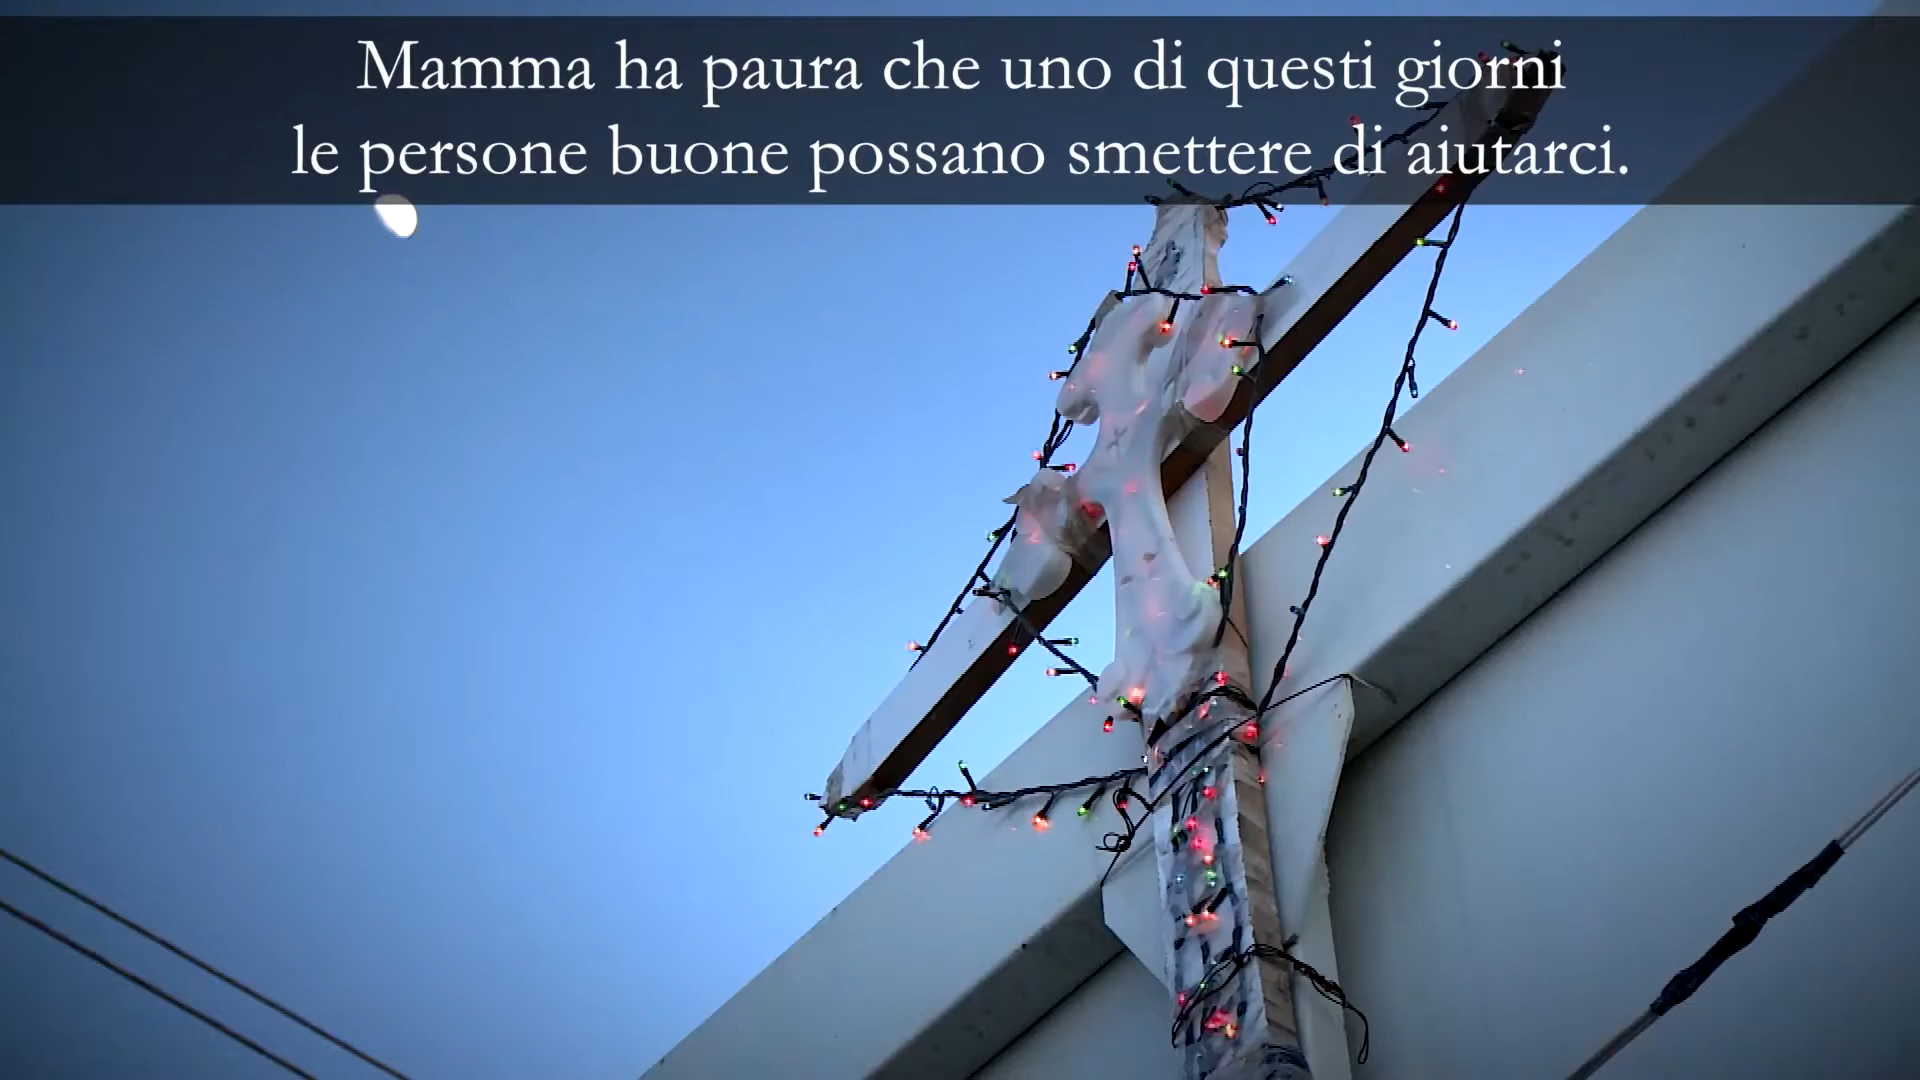 Mamma ha paura che uno di questi giorni
le persone buone possano smettere di aiutarci.